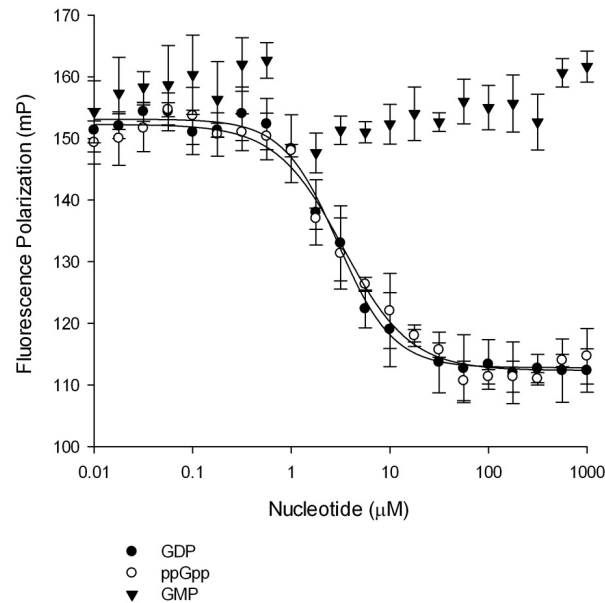 170
160
150
140
130
120
110
100
Fluorescence Polarization (mP)
0.01 0.1 1 10 100 1000
Nucleotide (μM)
GDP
ppGpp
GMP